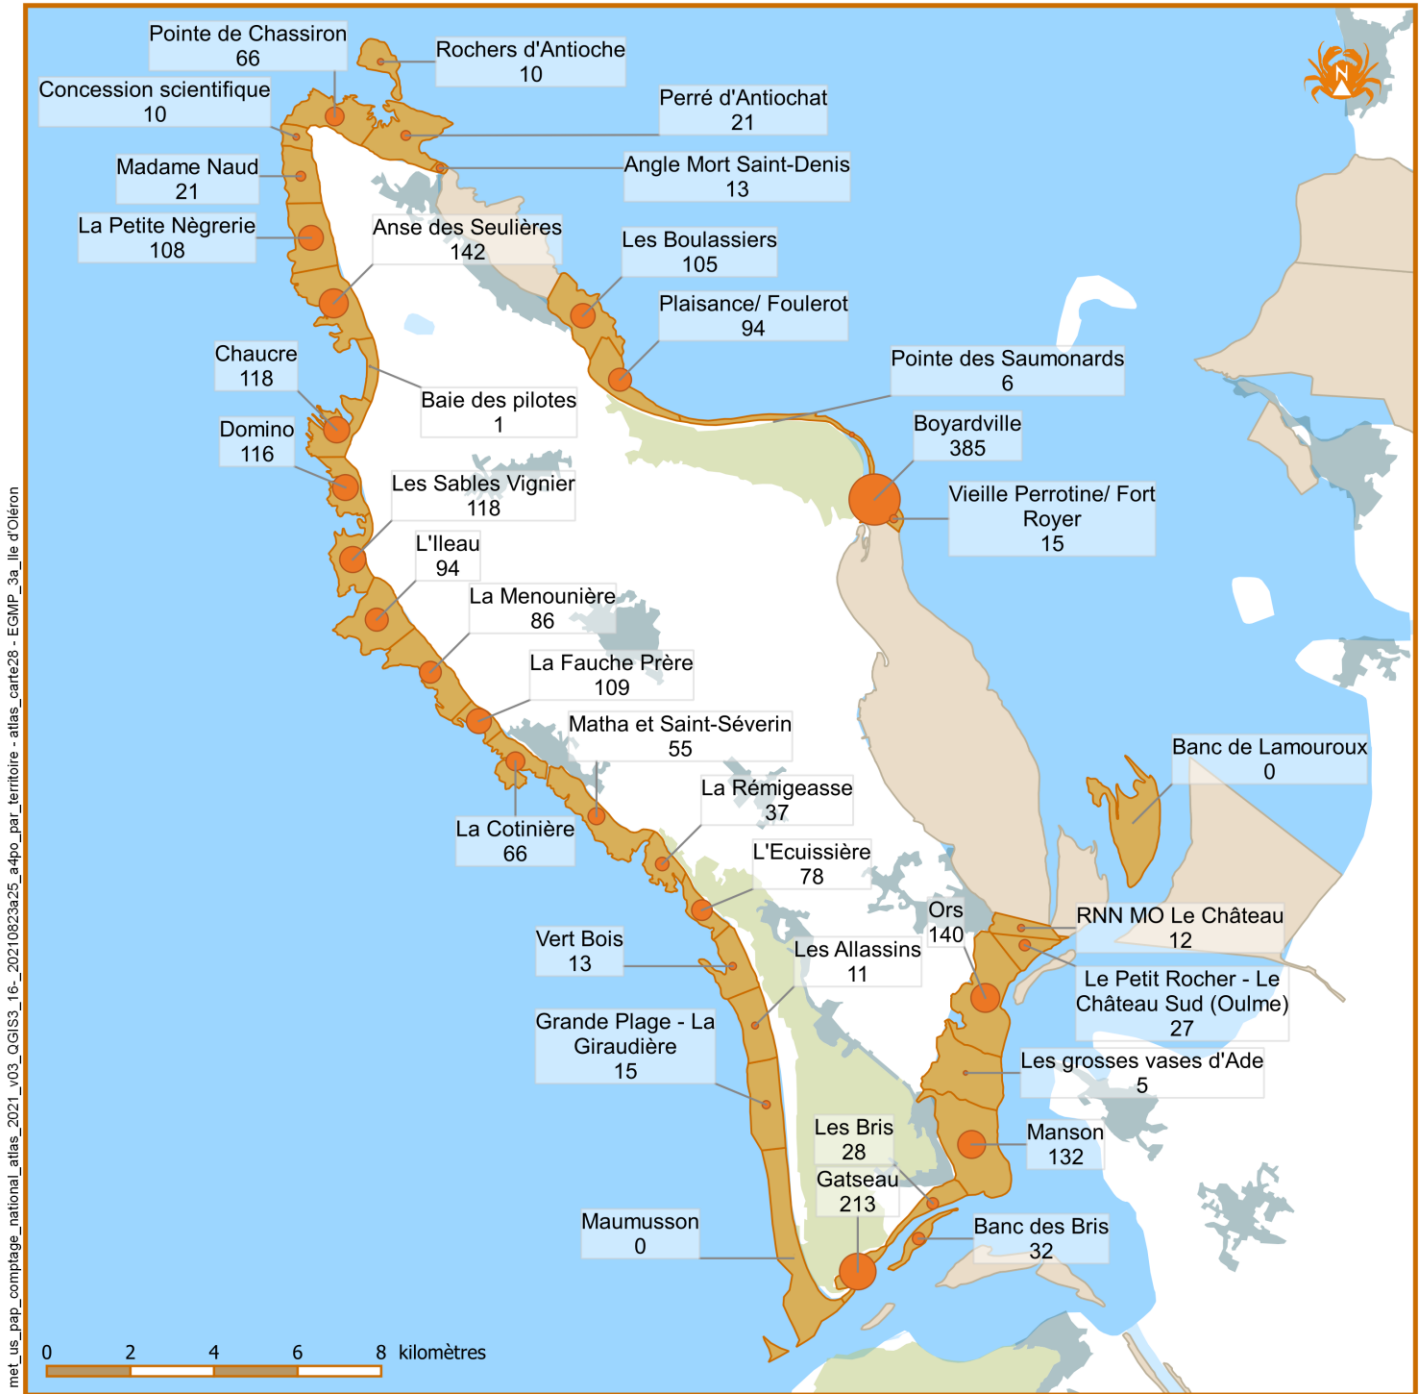 Pointe de Chassiron
66
Rochers d'Antioche
10
Concession scientifique
10
Perré d'Antiochat
21
Madame Naud
21
Angle Mort Saint-Denis
13
La Petite Nègrerie
108
Anse des Seulières
142
Les Boulassiers
105
Plaisance/ Foulerot
94
Chaucre
118
Pointe des Saumonards
6
Baie des pilotes
1
Domino
116
Boyardville
385
Les Sables Vignier
118
Vieille Perrotine/ Fort
Royer
15
L'Ileau
94
La Menounière
86
La Fauche Prère
109
Matha et Saint-Séverin
55
Banc de Lamouroux
0
La Rémigeasse
37
La Cotinière
66
L'Ecuissière
78
Ors
140
RNN MO Le Château
12
Vert Bois
13
Les Allassins
11
Le Petit Rocher - Le
Château Sud (Oulme)
27
Grande Plage - La
Giraudière
15
Les grosses vases d'Ade
5
Les Bris
28
Manson
132
Gatseau
213
Maumusson
0
Banc des Bris
32
N
0 2 4 6 8 kilomètres
met_us_pap_comptage_national_atlas_2021_v03_QGIS3_16-_20210823a25_a4po_par_territoire - atlas_carte28 - EGMP_3a_Ile d'Oléron